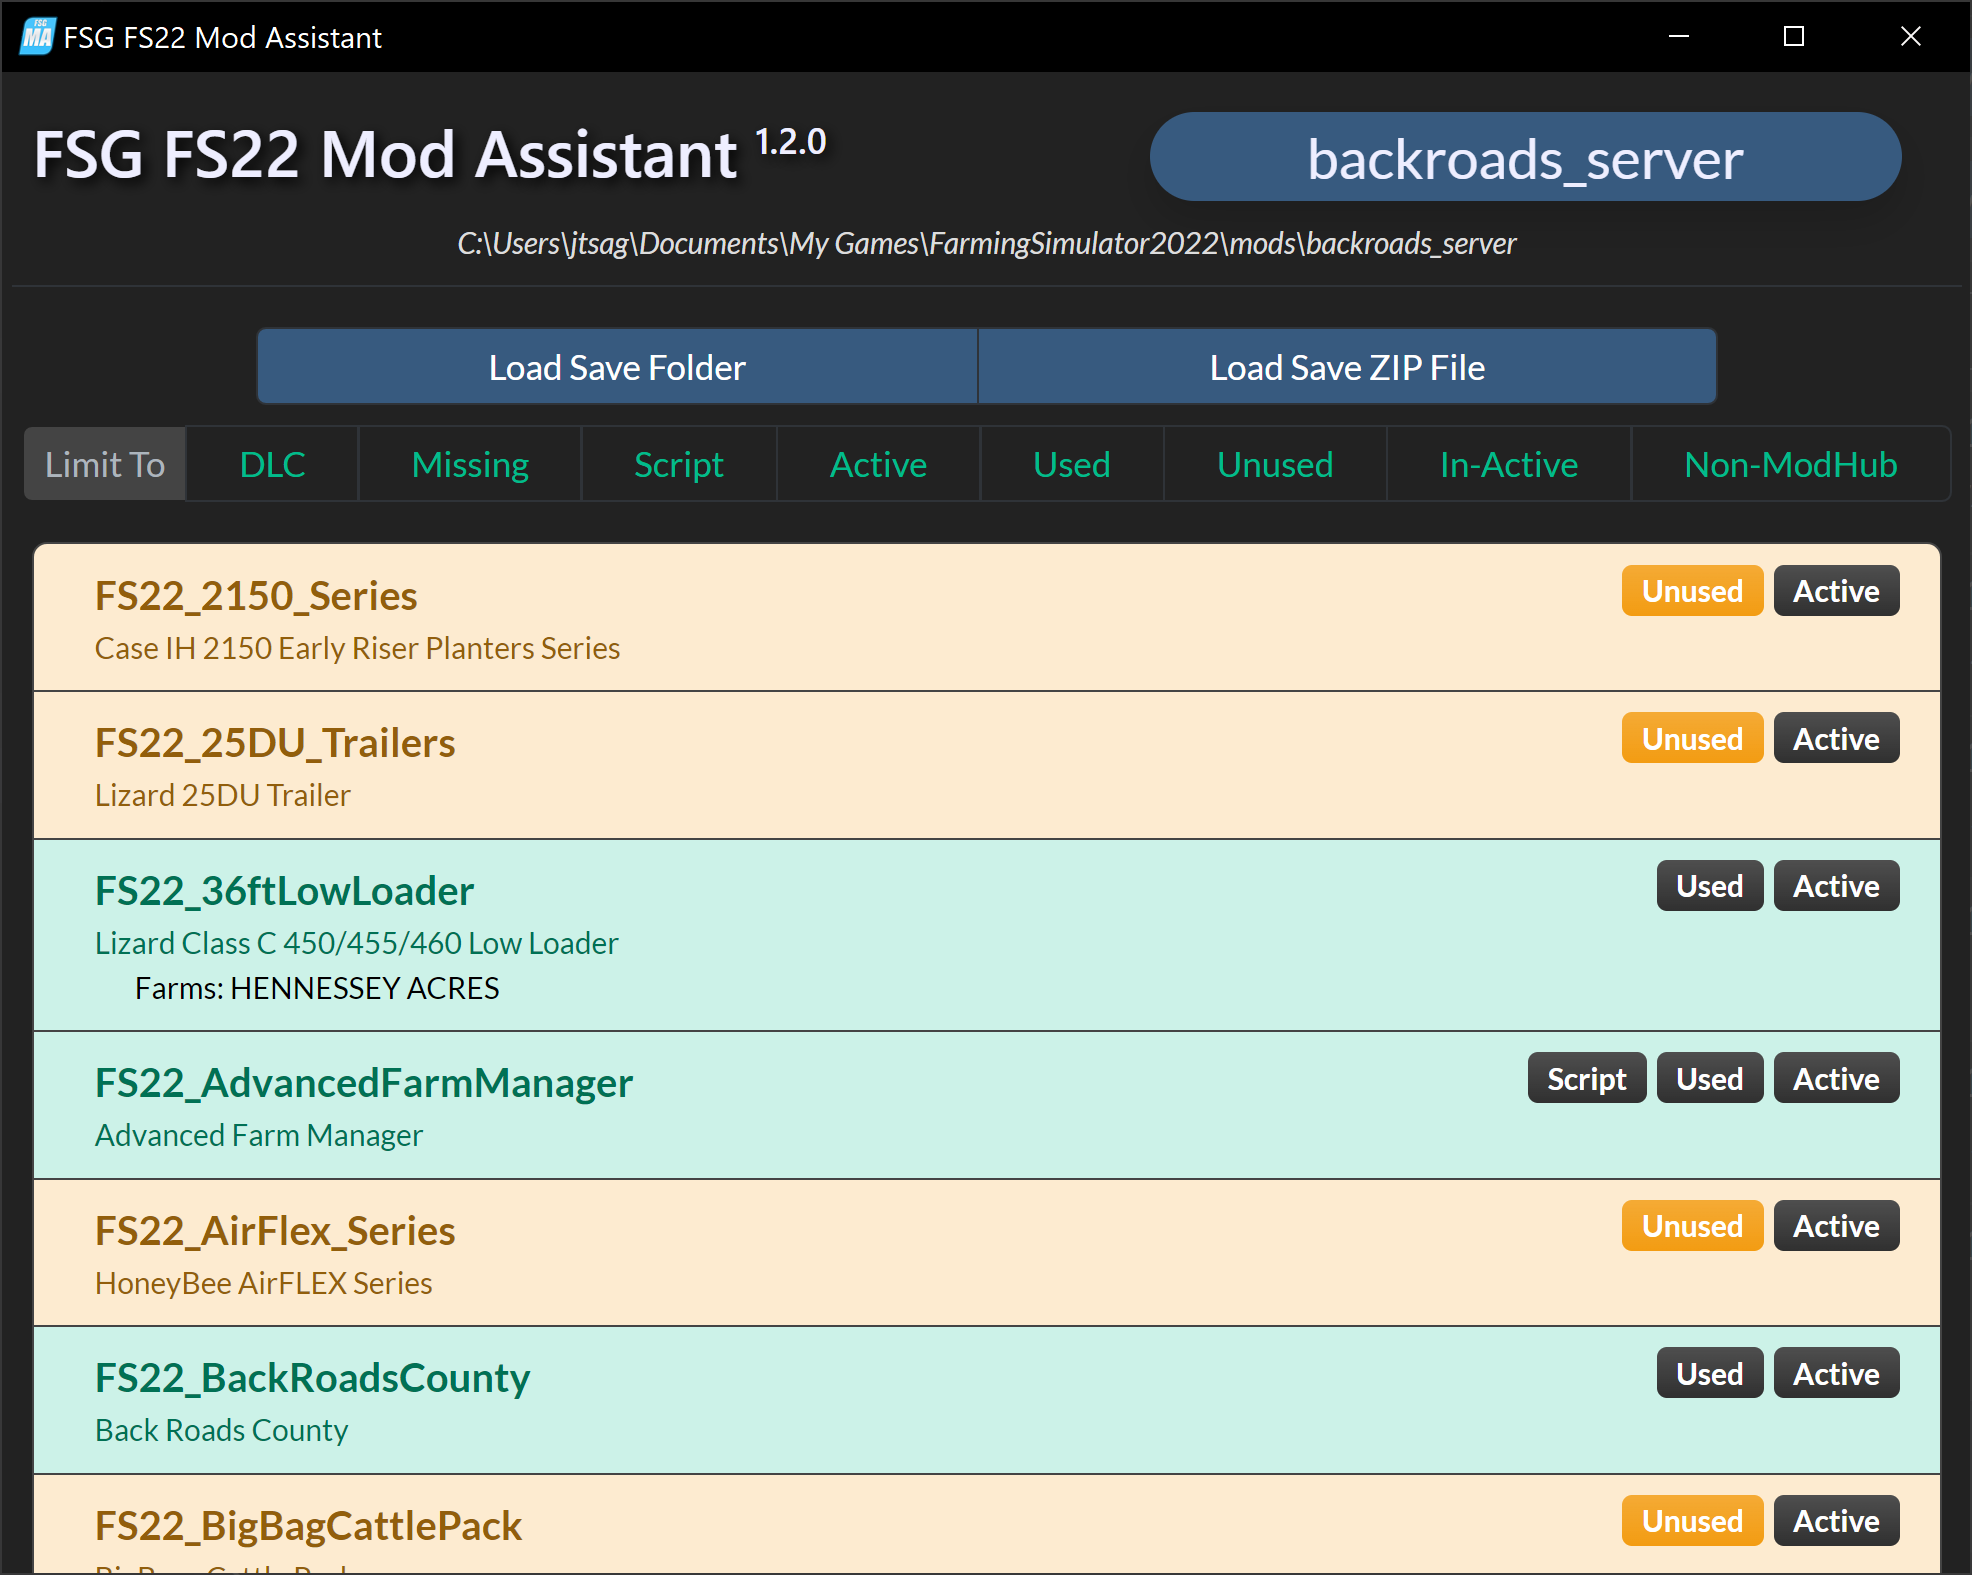 FSG MA FSG FS22 Mod Assistant
FSG FS22 Mod Assistant 1.2.0
backroads_server
C:\Users\jtsag\Documents\My Games\FarmingSimulator2022\mods\backroads_server
Load Save Folder Load Save ZIP File
Limit To DLC Missing Script Active Used Unused In-Active Non-ModHub
FS22_2150_Series Unused Active
Case IH 2150 Early Riser Planters Series
FS22_25DU_Trailers Unused Active
Lizard 25DU Trailer
FS22_36ftLowLoader Used Active
Lizard Class C 450/455/460 Low Loader
Farms: HENNESSEY ACRES
FS22_AdvancedFarmManager Script Used Active
Advanced Farm Manager
FS22_AirFlex_Series Unused Active
HoneyBee AirFLEX Series
FS22_BackRoadsCounty Used Active
Back Roads County
FS22_BigBagCattlePack Unused Active